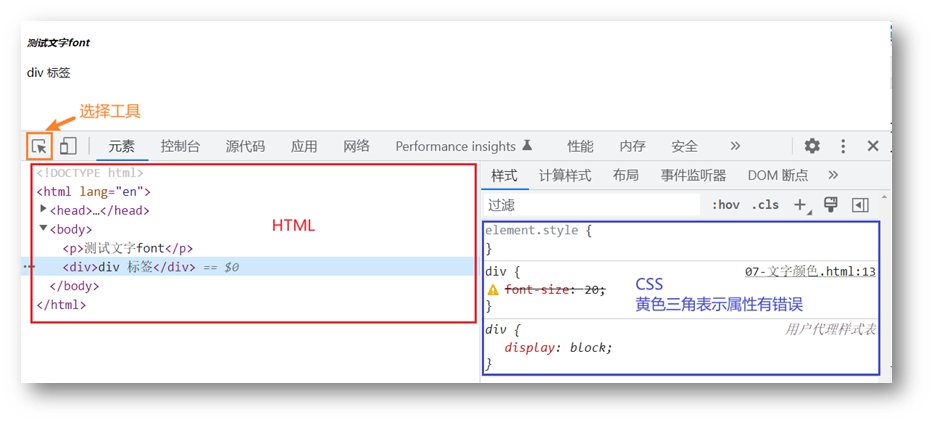 测试文字font
div 标签
选择工具
元素 控制台 源代码 应用 网络 Performance insights 性能 内存 安全 »
<!DOCTYPE html>
<html lang="en">
<head>…</head>
<body>
<p>测试文字font</p>
<div>div 标签</div> == $0
</body>
</html>
HTML
样式 计算样式 布局 事件监听器 DOM 断点 »
过滤 :hov .cls +
element.style {
}
div { 07-文字颜色.html:13
font-size: 20;
}
CSS
黄色三角表示属性有错误
div { 用户代理样式表
display: block;
}